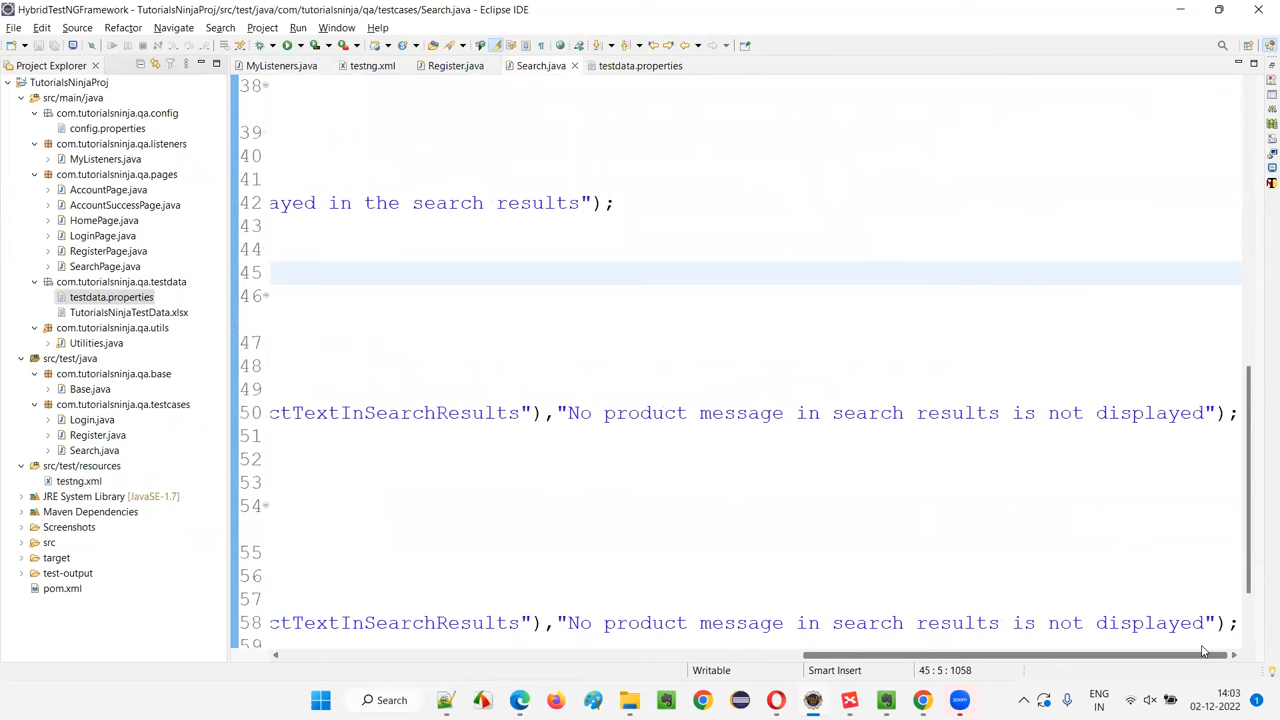 HybridTestNGFramework - TutorialsNinjaProj/src/test/java/com/tutorialsninja/qa/testcases/Search.java - Eclipse IDE
File Edit Source Refactor Navigate Search Project Run Window Help
Project Explorer
MyListeners.java testng.xml Register.java Search.java testdata.properties
TutorialsNinjaProj
src/main/java
com.tutorialsninja.qa.config
config.properties
com.tutorialsninja.qa.listeners
MyListeners.java
com.tutorialsninja.qa.pages
AccountPage.java
AccountSuccessPage.java
HomePage.java
LoginPage.java
RegisterPage.java
SearchPage.java
com.tutorialsninja.qa.testdata
testdata.properties
TutorialsNinjaTestData.xlsx
com.tutorialsninja.qa.utils
Utilities.java
src/test/java
com.tutorialsninja.qa.base
Base.java
com.tutorialsninja.qa.testcases
Login.java
Register.java
Search.java
src/test/resources
testng.xml
JRE System Library [JavaSE-1.7]
Maven Dependencies
Screenshots
src
target
test-output
pom.xml
38
39
40
41
42 ayed in the search results");
43
44
45
46
47
48
49
50 ctTextInSearchResults"),"No product message in search results is not displayed");
51
52
53
54
55
56
57
58 ctTextInSearchResults"),"No product message in search results is not displayed");
59
Writable Smart Insert 45 : 5 : 1058
Search
ENG
IN
14:03
02-12-2022
zoom
1